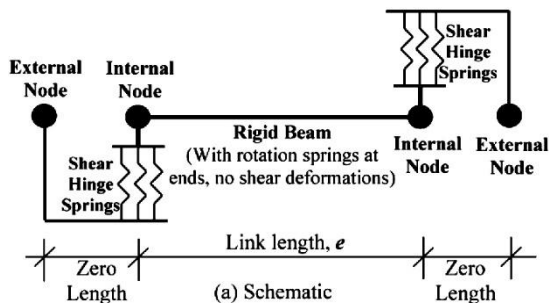 Shear
Hinge
Springs
External
Node
Internal
Node
Rigid Beam
(With rotation springs at
ends, no shear deformations)
Shear
Hinge
Springs
Internal
Node
External
Node
Link length, e
Zero
Length
(a) Schematic
Zero
Length